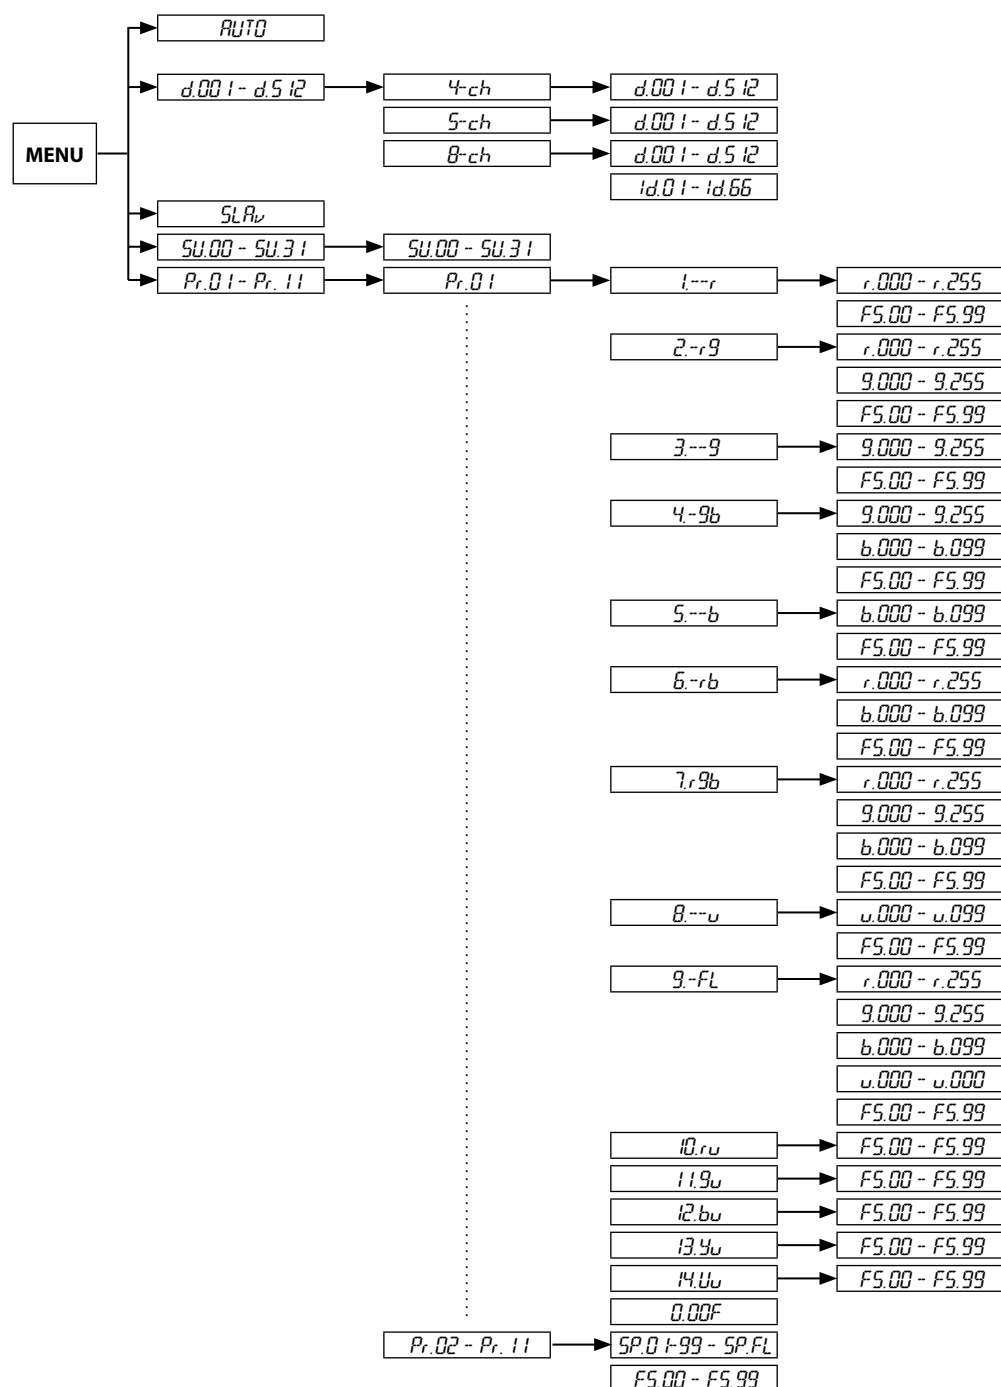 AUTO
d.001 - d.512 4-ch d.001 - d.512
5-ch d.001 - d.512
MENU
8-ch d.001 - d.512
Id.01 - Id.66
SLAv
SU.00 - SU.31 SU.00 - SU.31
Pr.01 - Pr.11 Pr.01 1.--r r.000 - r.255
FS.00 - FS.99
2.-rg r.000 - r.255
g.000 - g.255
FS.00 - FS.99
3.--g g.000 - g.255
FS.00 - FS.99
4.-gb g.000 - g.255
b.000 - b.099
FS.00 - FS.99
5.--b b.000 - b.099
FS.00 - FS.99
6.-rb r.000 - r.255
b.000 - b.099
FS.00 - FS.99
7.rgb r.000 - r.255
g.000 - g.255
b.000 - b.099
FS.00 - FS.99
8.--u u.000 - u.099
FS.00 - FS.99
9.-FL r.000 - r.255
g.000 - g.255
b.000 - b.099
u.000 - u.000
FS.00 - FS.99
10.ru FS.00 - FS.99
11.gu FS.00 - FS.99
12.bu FS.00 - FS.99
13.Yu FS.00 - FS.99
14.Uu FS.00 - FS.99
0.00F
Pr.02 - Pr.11 SP.01-99 - SP.FL
FS.00 - FS.99